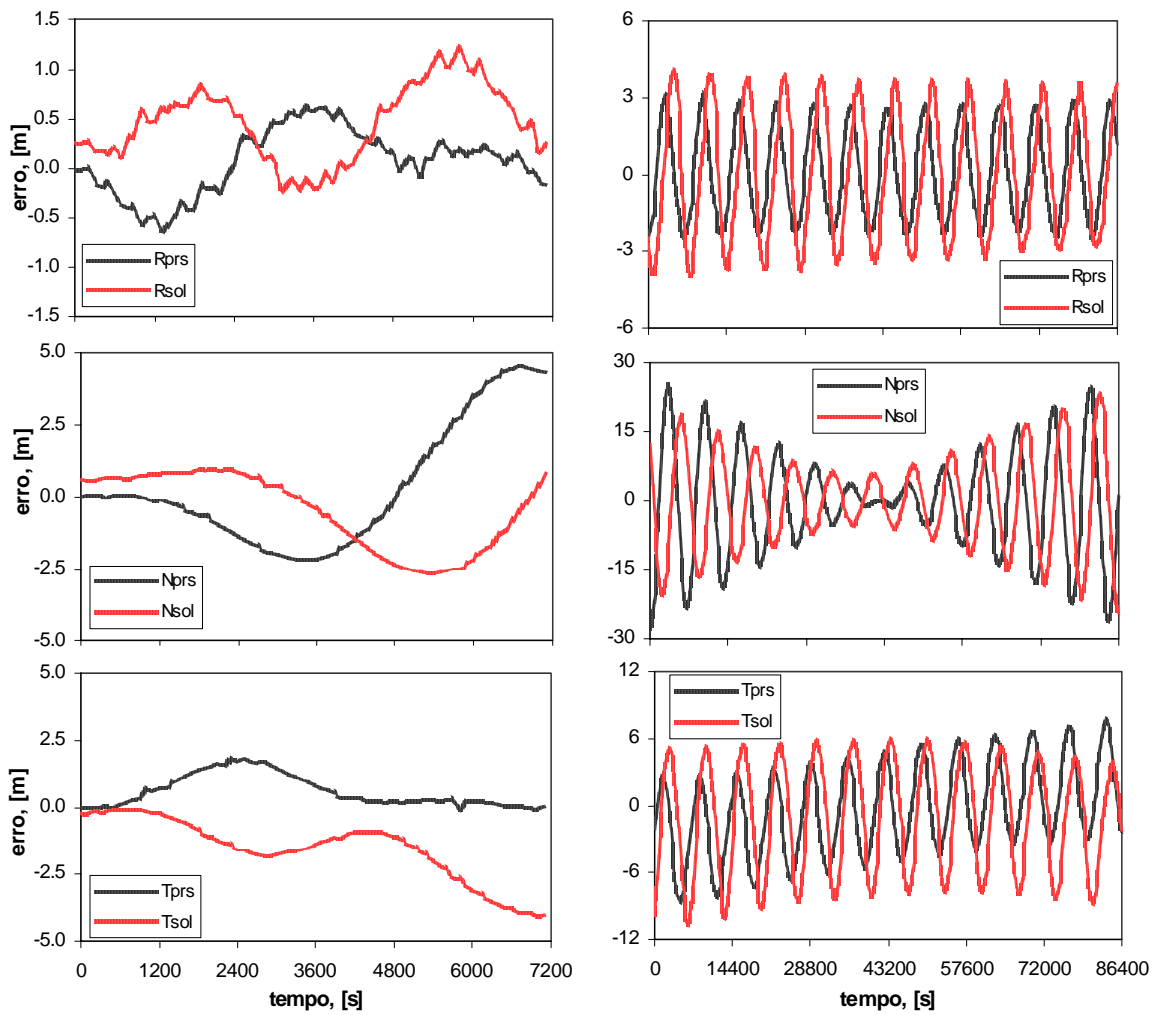 1.5
1.0
0.5
0.0
-0.5
-1.0
-1.5
erro, [m]
Rprs
Rsol
6
3
0
-3
-6
Rprs
Rsol
5.0
2.5
0.0
-2.5
-5.0
erro, [m]
Nprs
Nsol
30
15
0
-15
-30
Nprs
Nsol
5.0
2.5
0.0
-2.5
-5.0
erro, [m]
Tprs
Tsol
0 1200 2400 3600 4800 6000 7200
tempo, [s]
12
6
0
-6
-12
Tprs
Tsol
0 14400 28800 43200 57600 72000 86400
tempo, [s]